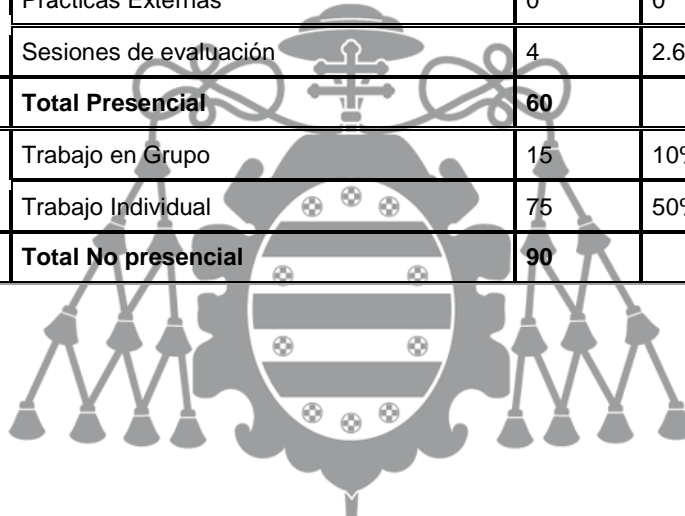 Prácticas Externas 0 0
Sesiones de evaluación 4 2.6
Total Presencial 60
Trabajo en Grupo 15 10%
Trabajo Individual 75 50%
Total No presencial 90